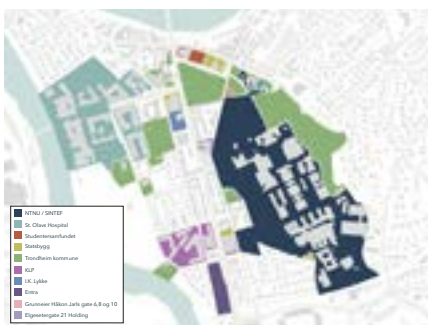 NTNU / SINTEF
St. Olavs Hospital
Studentersamfundet
Statsbygg
Trondheim kommune
KLP
E.K. Lykke
Entra
Grunneier Håkon Jarls gate 6,8 og 10
Elgesetergate 21 Holding